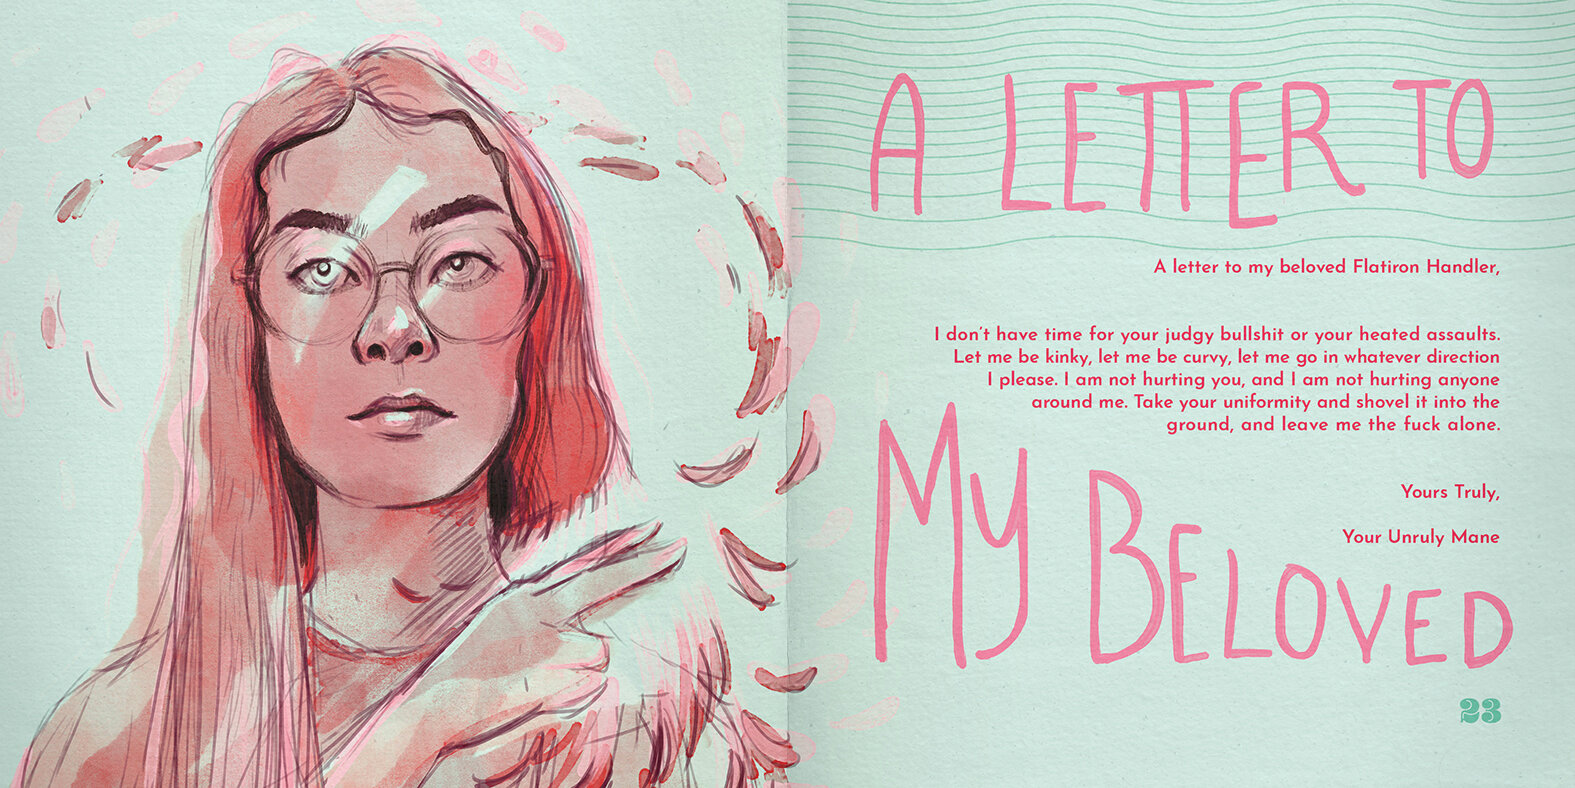 A LETTER TO
A letter to my beloved Flatiron Handler,
I don't have time for your judgy bullshit or your heated assaults.
Let me be kinky, let me be curvy, let me go in whatever direction
I please. I am not hurting you, and I am not hurting anyone
around me. Take your uniformity and shovel it into the
ground, and leave me the fuck alone.
MY BELOVED
Yours Truly,
Your Unruly Mane
23